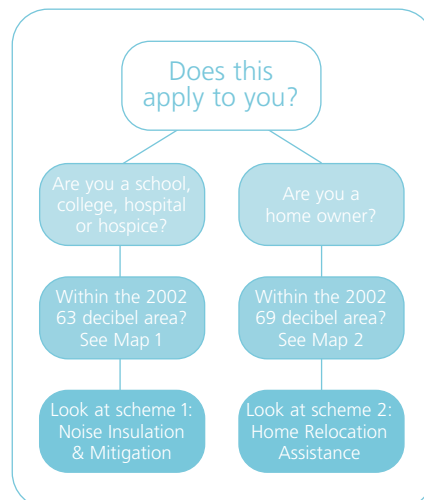 Does this
apply to you?
Are you a school,
college, hospital
or hospice?
Are you a
home owner?
Within the 2002
63 decibel area?
See Map 1
Within the 2002
69 decibel area?
See Map 2
Look at scheme 1:
Noise Insulation
& Mitigation
Look at scheme 2:
Home Relocation
Assistance